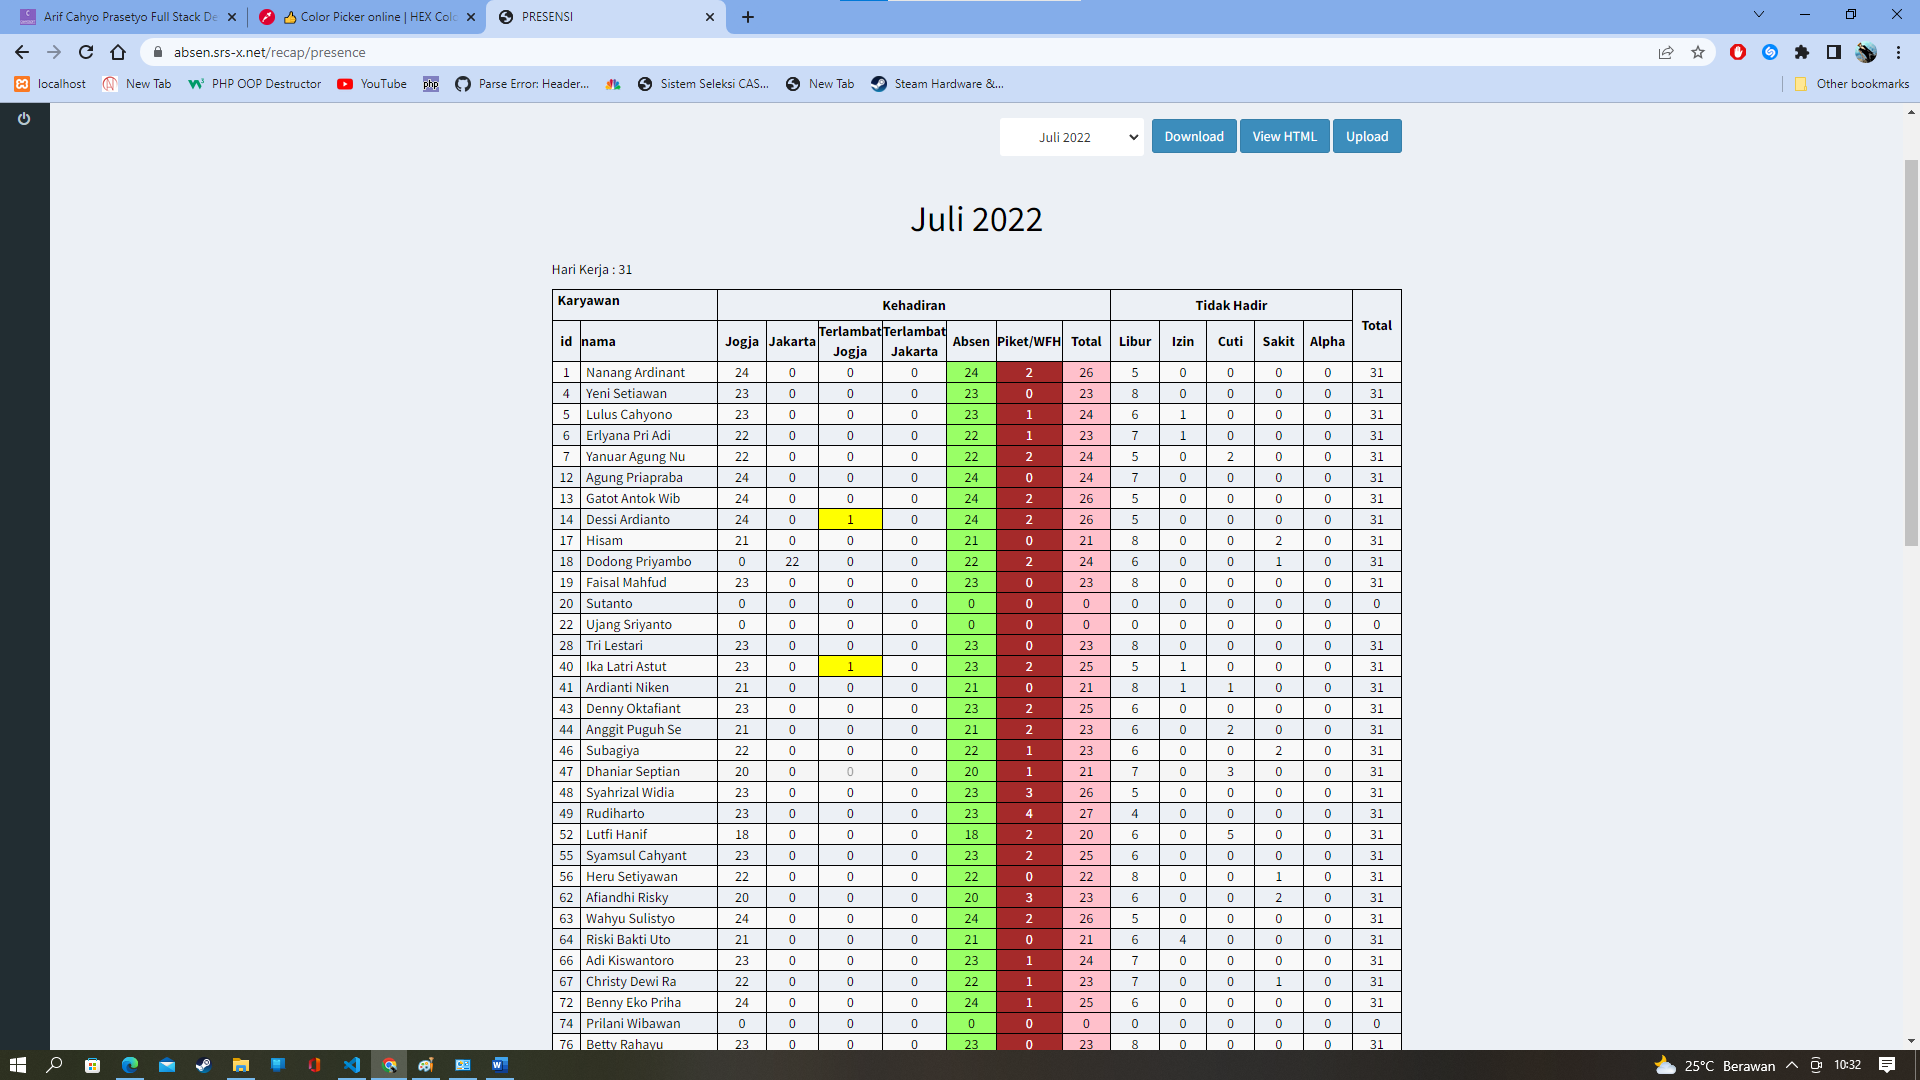 Arif Cahyo Prasetyo Full Stack De
👍 Color Picker online | HEX Colo
PRESENSI
absen.srs-x.net/recap/presence
localhost
New Tab
PHP OOP Destructor
YouTube
php
Parse Error: Header...
Sistem Seleksi CAS...
New Tab
Steam Hardware &...
Other bookmarks
Juli 2022
Download
View HTML
Upload
Juli 2022
Hari Kerja : 31
Karyawan Kehadiran Tidak Hadir Total
id nama Jogja Jakarta Terlambat Jogja Terlambat Jakarta Absen Piket/WFH Total Libur Izin Cuti Sakit Alpha
1 Nanang Ardinant 24 0 0 0 24 2 26 5 0 0 0 0 31
4 Yeni Setiawan 23 0 0 0 23 0 23 8 0 0 0 0 31
5 Lulus Cahyono 23 0 0 0 23 1 24 6 1 0 0 0 31
6 Erlyana Pri Adi 22 0 0 0 22 1 23 7 1 0 0 0 31
7 Yanuar Agung Nu 22 0 0 0 22 2 24 5 0 2 0 0 31
12 Agung Priapraba 24 0 0 0 24 0 24 7 0 0 0 0 31
13 Gatot Antok Wib 24 0 0 0 24 2 26 5 0 0 0 0 31
14 Dessi Ardianto 24 0 1 0 24 2 26 5 0 0 0 0 31
17 Hisam 21 0 0 0 21 0 21 8 0 0 2 0 31
18 Dodong Priyambo 0 22 0 0 22 2 24 6 0 0 1 0 31
19 Faisal Mahfud 23 0 0 0 23 0 23 8 0 0 0 0 31
20 Sutanto 0 0 0 0 0 0 0 0 0 0 0 0 0
22 Ujang Sriyanto 0 0 0 0 0 0 0 0 0 0 0 0 0
28 Tri Lestari 23 0 0 0 23 0 23 8 0 0 0 0 31
40 Ika Latri Astut 23 0 1 0 23 2 25 5 1 0 0 0 31
41 Ardianti Niken 21 0 0 0 21 0 21 8 1 1 0 0 31
43 Denny Oktafiant 23 0 0 0 23 2 25 6 0 0 0 0 31
44 Anggit Puguh Se 21 0 0 0 21 2 23 6 0 2 0 0 31
46 Subagiya 22 0 0 0 22 1 23 6 0 0 2 0 31
47 Dhaniar Septian 20 0 0 0 20 1 21 7 0 3 0 0 31
48 Syahrizal Widia 23 0 0 0 23 3 26 5 0 0 0 0 31
49 Rudiharto 23 0 0 0 23 4 27 4 0 0 0 0 31
52 Lutfi Hanif 18 0 0 0 18 2 20 6 0 5 0 0 31
55 Syamsul Cahyant 23 0 0 0 23 2 25 6 0 0 0 0 31
56 Heru Setiyawan 22 0 0 0 22 0 22 8 0 0 1 0 31
62 Afiandhi Risky 20 0 0 0 20 3 23 6 0 0 2 0 31
63 Wahyu Sulistyo 24 0 0 0 24 2 26 5 0 0 0 0 31
64 Riski Bakti Uto 21 0 0 0 21 0 21 6 4 0 0 0 31
66 Adi Kiswantoro 23 0 0 0 23 1 24 7 0 0 0 0 31
67 Christy Dewi Ra 22 0 0 0 22 1 23 7 0 0 1 0 31
72 Benny Eko Priha 24 0 0 0 24 1 25 6 0 0 0 0 31
74 Prilani Wibawan 0 0 0 0 0 0 0 0 0 0 0 0 0
76 Betty Rahayu 23 0 0 0 23 0 23 8 0 0 0 0 31
25°C Berawan
10:32